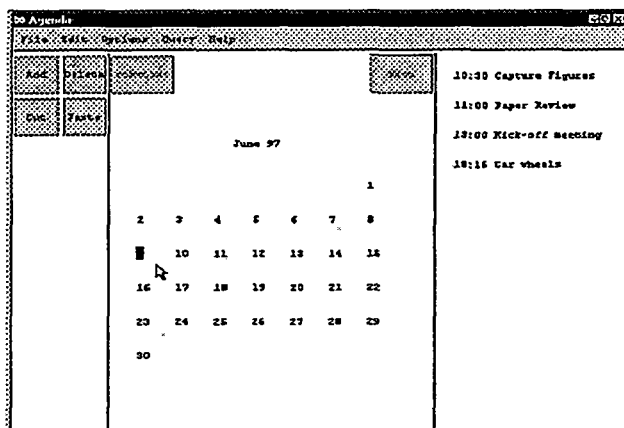 Agenda
File Edit Options Query Help
Add Delete Previous Next
Cut Paste
10:30 Capture Figures
11:00 Paper Review
13:00 Kick-off meeting
18:15 Car wheels
June 97
1
2 3 4 5 6 7 8
9 10 11 12 13 14 15
16 17 18 19 20 21 22
23 24 25 26 27 28 29
30